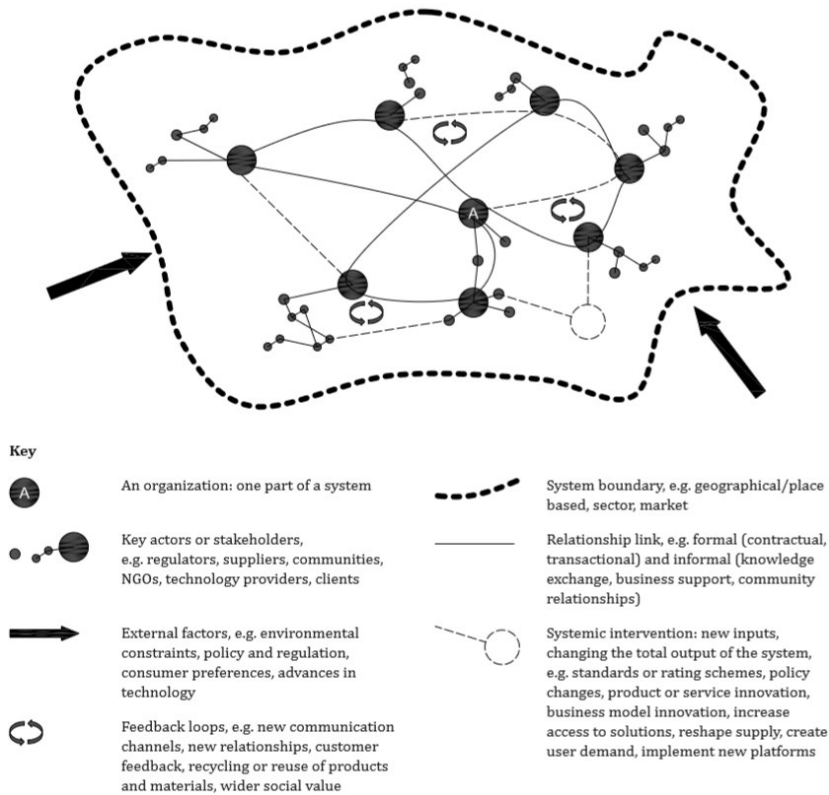 A
Key
A
An organization: one part of a system
Key actors or stakeholders,
e.g. regulators, suppliers, communities,
NGOs, technology providers, clients
External factors, e.g. environmental
constraints, policy and regulation,
consumer preferences, advances in
technology
Feedback loops, e.g. new communication
channels, new relationships, customer
feedback, recycling or reuse of products
and materials, wider social value
System boundary, e.g. geographical/place
based, sector, market
Relationship link, e.g. formal (contractual,
transactional) and informal (knowledge
exchange, business support, community
relationships)
Systemic intervention: new inputs,
changing the total output of the system,
e.g. standards or rating schemes, policy
changes, product or service innovation,
business model innovation, increase
access to solutions, reshape supply, create
user demand, implement new platforms